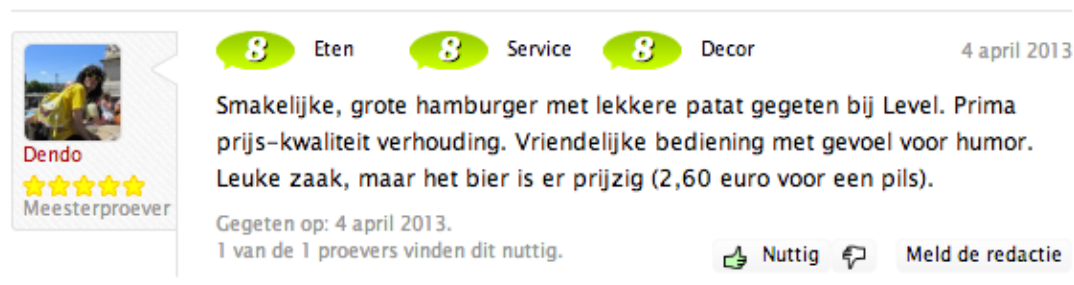 8 Eten 8 Service 8 Decor 4 april 2013
Smakelijke, grote hamburger met lekkere patat gegeten bij Level. Prima
prijs-kwaliteit verhouding. Vriendelijke bediening met gevoel voor humor.
Leuke zaak, maar het bier is er prijzig (2,60 euro voor een pils).
Dendo
Meesterproever
Gegeten op: 4 april 2013.
1 van de 1 proevers vinden dit nuttig.
Nuttig Meld de redactie